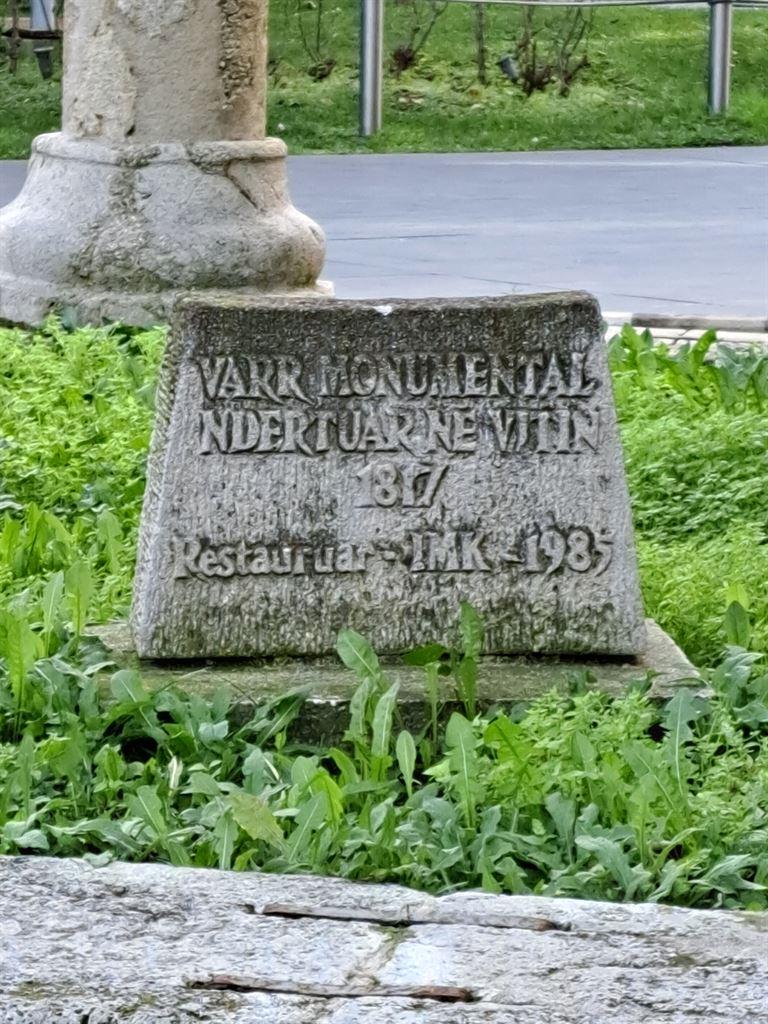 VARR MONUMENTAL
NDERTUAR NE VITIN
1817
Restauruar - IMK - 1985